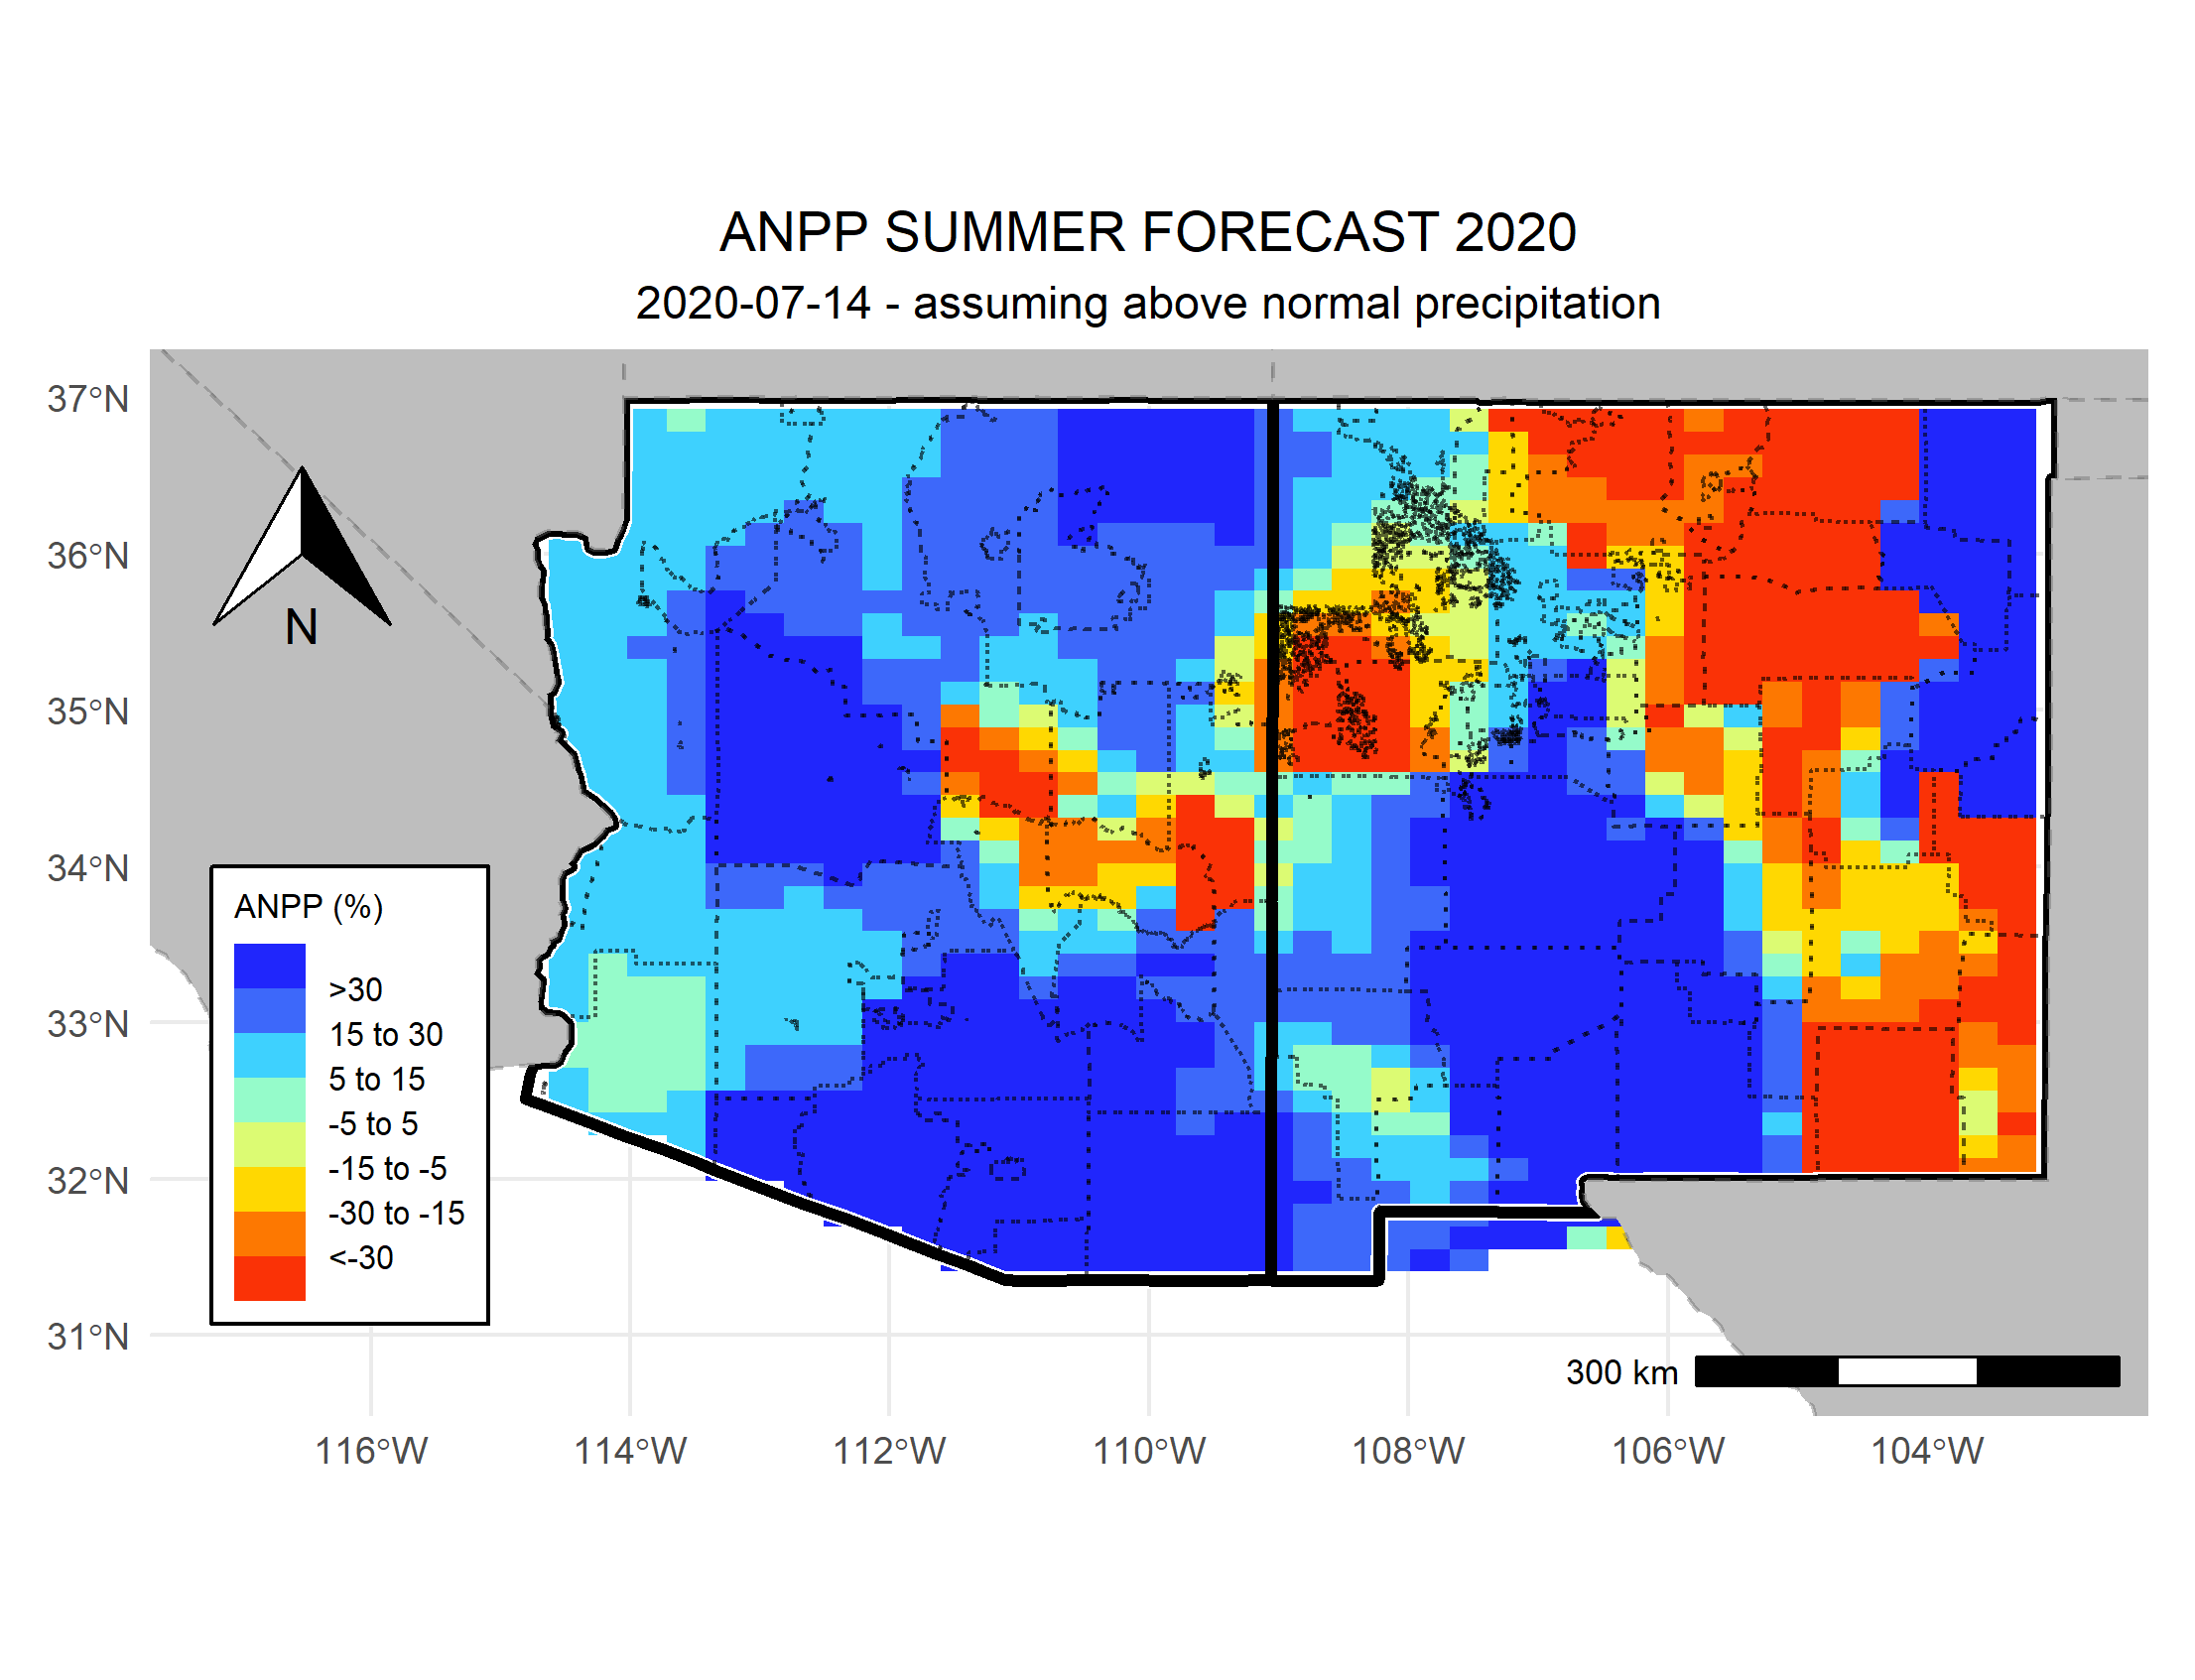 ANPP SUMMER FORECAST 2020
2020-07-14 - assuming above normal precipitation
37°N
36°N
35°N
34°N
33°N
32°N
31°N
N
ANPP (%)
>30
15 to 30
5 to 15
-5 to 5
-15 to -5
-30 to -15
<-30
300 km
116°W
114°W
112°W
110°W
108°W
106°W
104°W